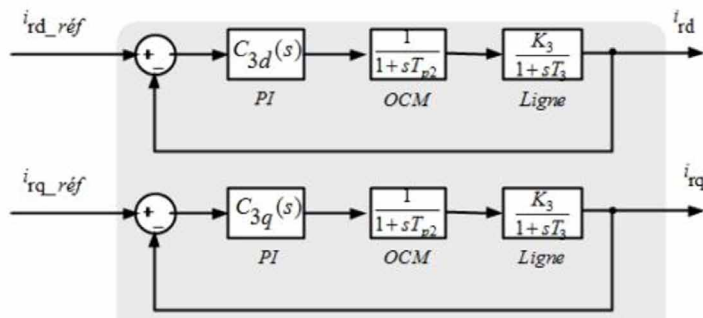 i_rd_réf
i_rd
+
−
C_3d(s)
1
1+sT_p2
K_3
1+sT_3
PI
OCM
Ligne
i_rq_réf
i_rq
+
−
C_3q(s)
1
1+sT_p2
K_3
1+sT_3
PI
OCM
Ligne